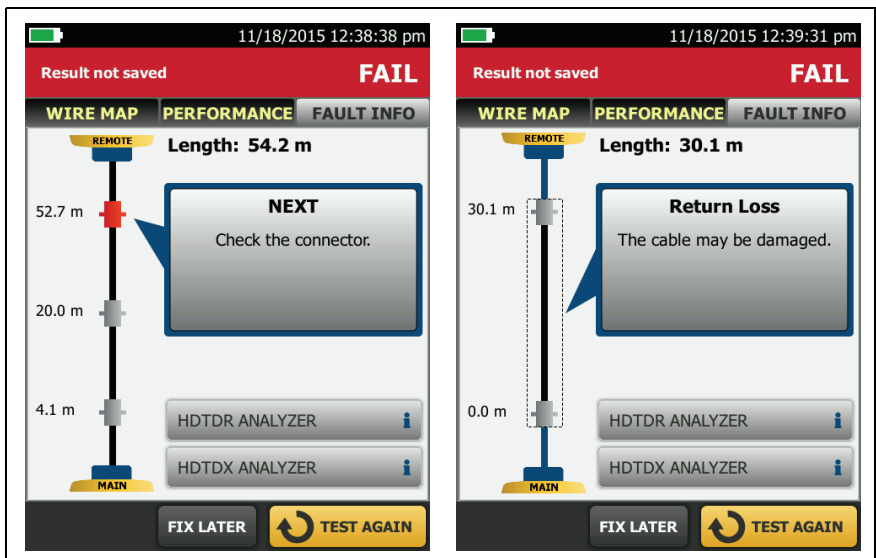 11/18/2015 12:38:38 pm
Result not saved FAIL
WIRE MAP PERFORMANCE FAULT INFO
REMOTE
Length: 54.2 m
52.7 m
NEXT
Check the connector.
20.0 m
4.1 m
HDTDR ANALYZER i
HDTDX ANALYZER i
MAIN
FIX LATER TEST AGAIN
11/18/2015 12:39:31 pm
Result not saved FAIL
WIRE MAP PERFORMANCE FAULT INFO
REMOTE
Length: 30.1 m
30.1 m
Return Loss
The cable may be damaged.
0.0 m
HDTDR ANALYZER i
HDTDX ANALYZER i
MAIN
FIX LATER TEST AGAIN